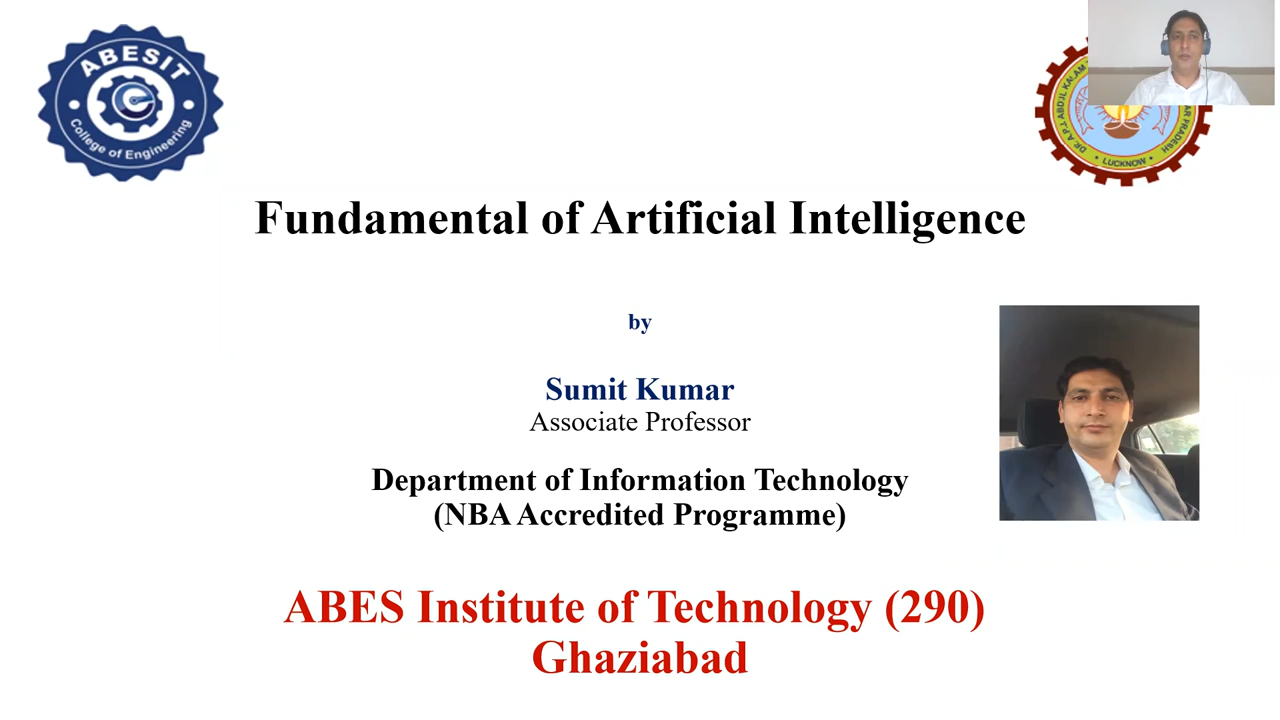 ABESIT
College of Engineering
LUCKNOW
Fundamental of Artificial Intelligence
by
Sumit Kumar
Associate Professor
Department of Information Technology
(NBA Accredited Programme)
ABES Institute of Technology (290)
Ghaziabad